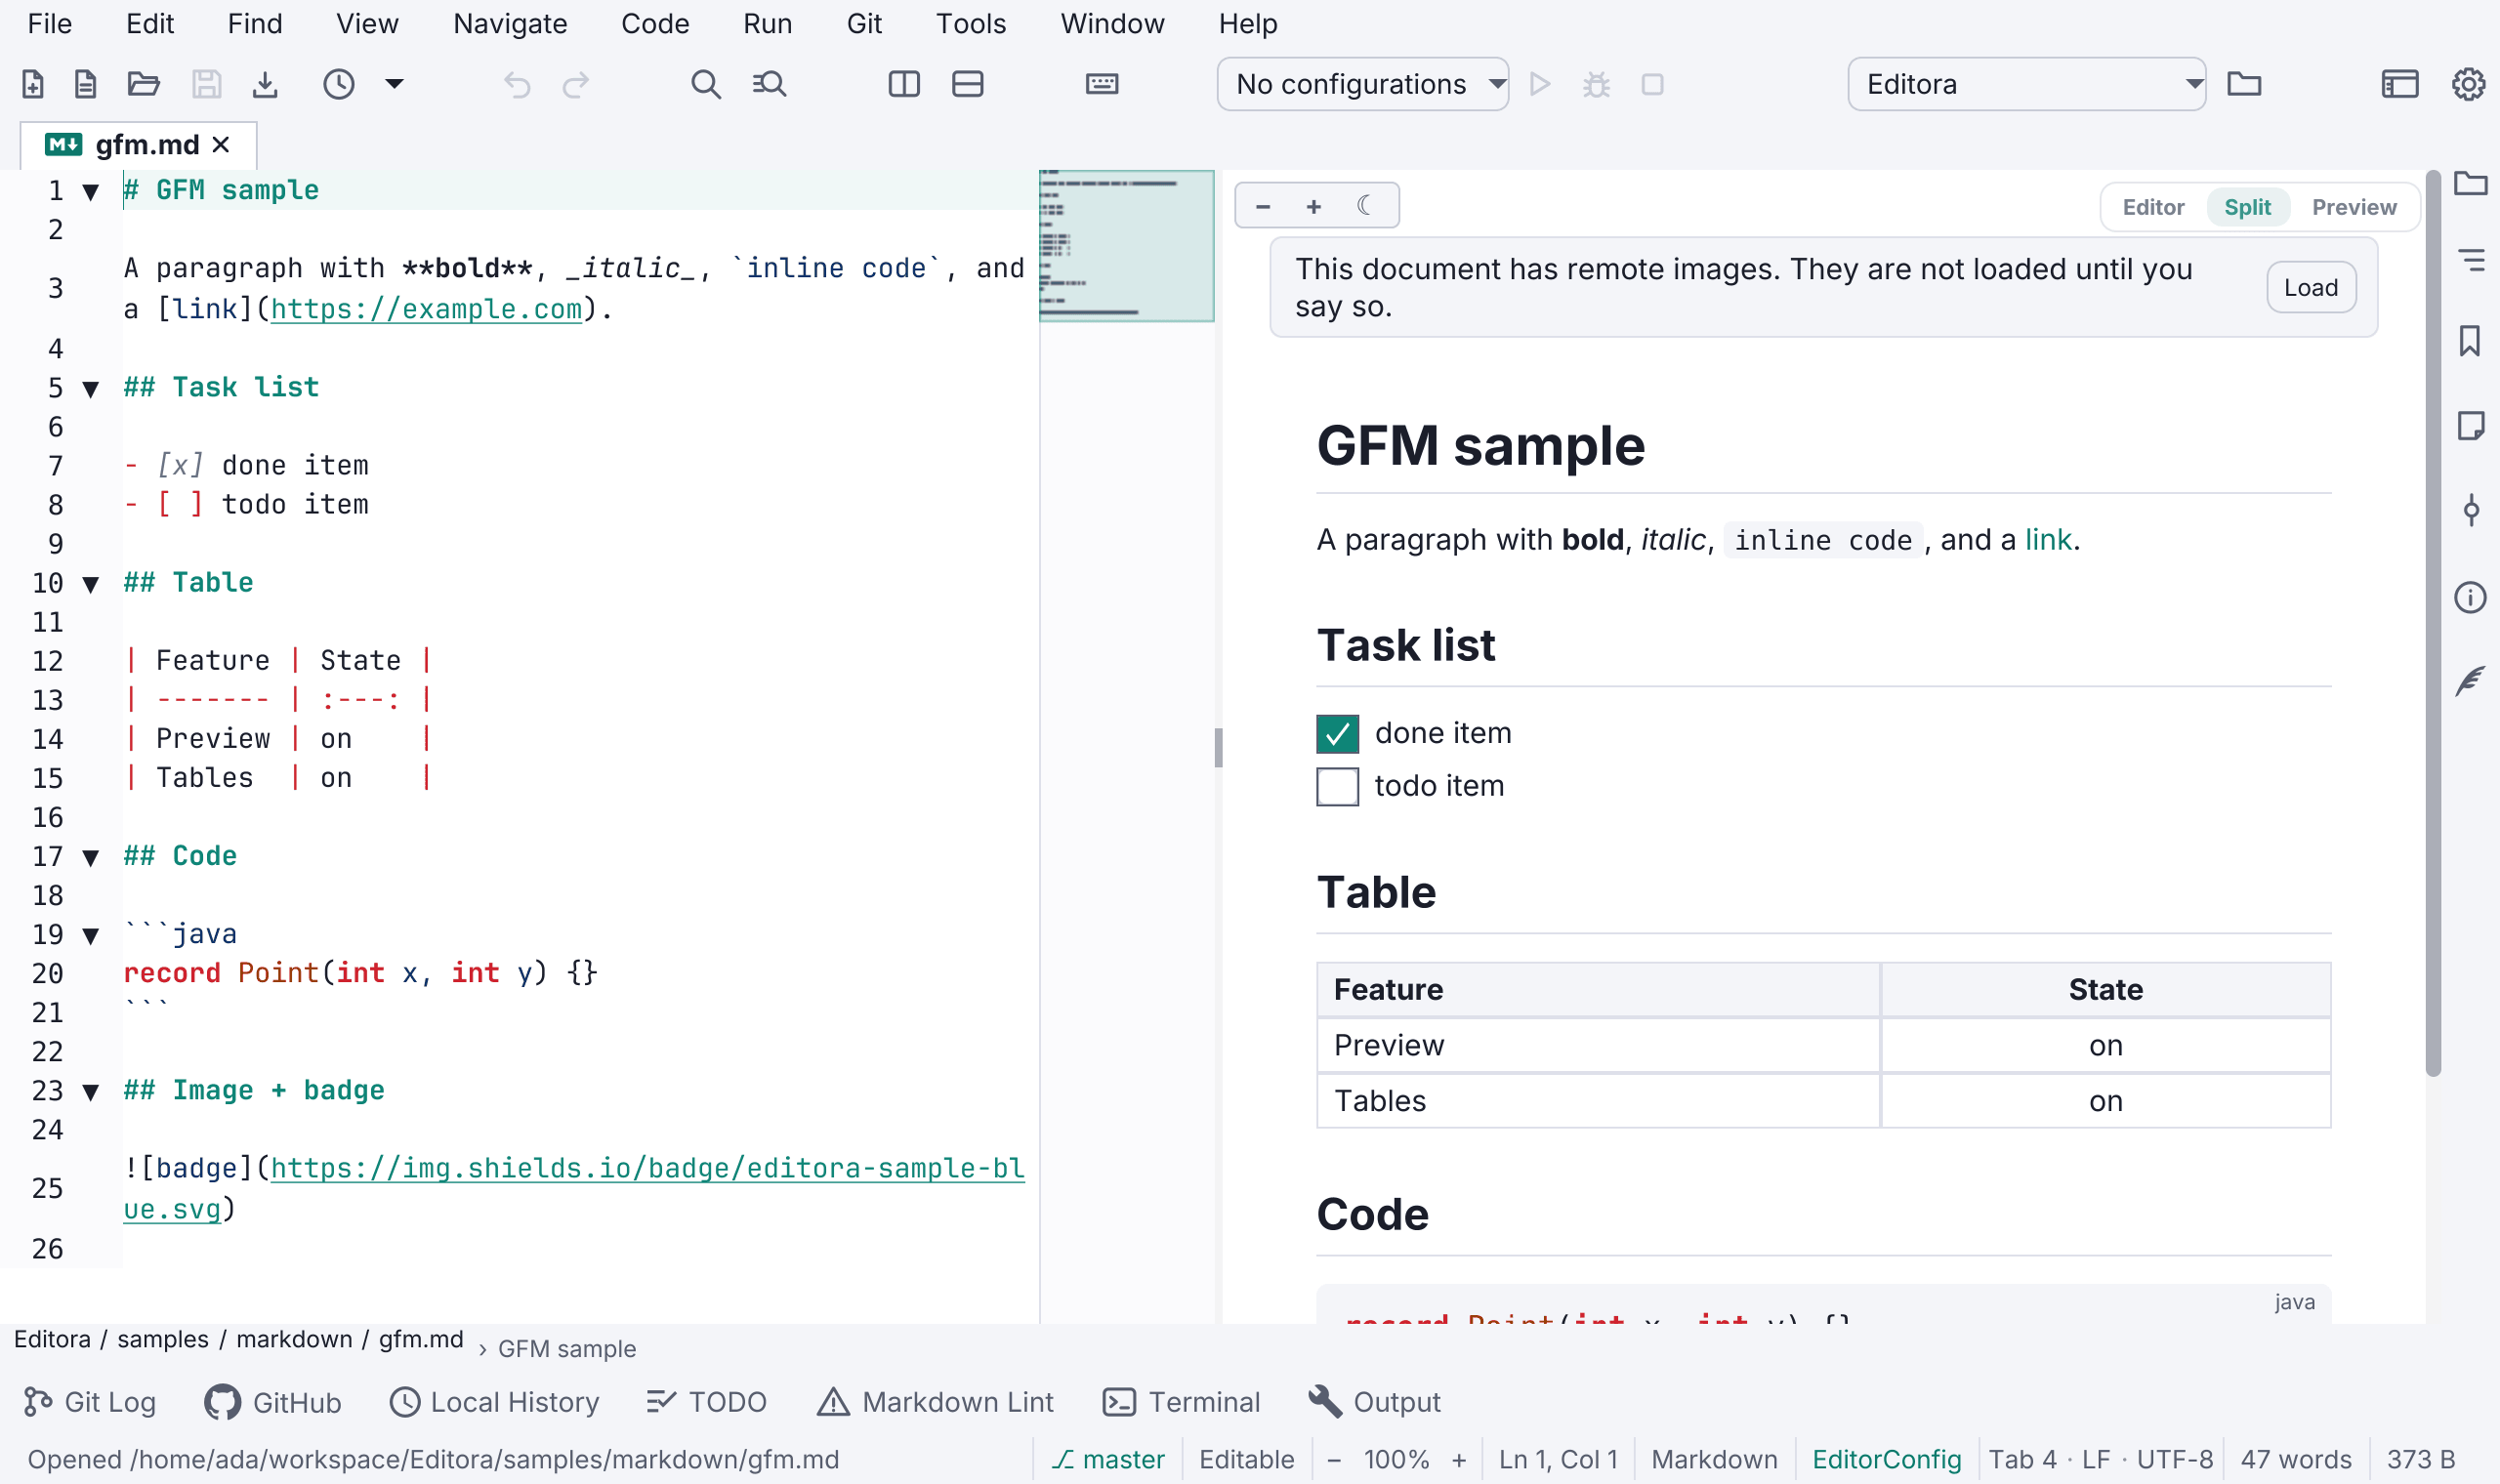 File Edit Find View Navigate Code Run Git Tools Window Help
No configurations Editora
M↓ gfm.md ×
1 ▼ # GFM sample
2
3 A paragraph with **bold**, _italic_, `inline code`, and
a [link](https://example.com).
4
5 ▼ ## Task list
6
7 - [x] done item
8 - [ ] todo item
9
10 ▼ ## Table
11
12 | Feature | State |
13 | ------- | :---: |
14 | Preview | on    |
15 | Tables  | on    |
16
17 ▼ ## Code
18
19 ▼ ```java
20 record Point(int x, int y) {}
21 ```
22
23 ▼ ## Image + badge
24
25 ![badge](https://img.shields.io/badge/editora-sample-bl
ue.svg)
26
− + ☾ Editor Split Preview
This document has remote images. They are not loaded until you
say so.
Load
GFM sample
A paragraph with bold, italic, inline code, and a link.
Task list
done item
todo item
Table
Feature State
Preview on
Tables on
Code
java
record Point(int x, int y) {}
Editora / samples / markdown / gfm.md › GFM sample
Git Log GitHub Local History TODO Markdown Lint Terminal Output
Opened /home/ada/workspace/Editora/samples/markdown/gfm.md master Editable − 100% + Ln 1, Col 1 Markdown EditorConfig Tab 4 · LF · UTF-8 47 words 373 B